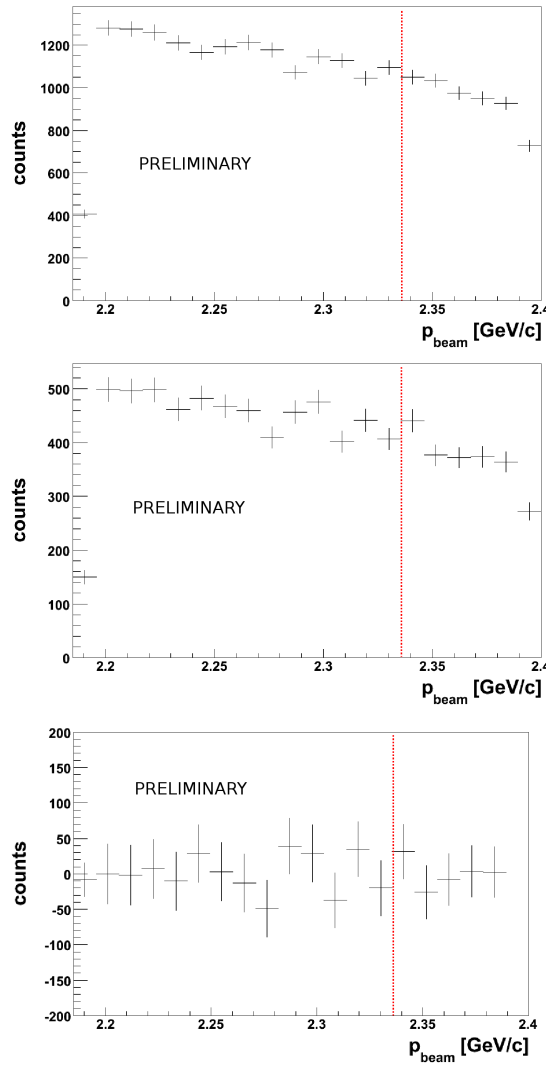 1200
1000
800
600
400
200
0
counts
PRELIMINARY
2.2 2.25 2.3 2.35 2.4
p_beam [GeV/c]
500
400
300
200
100
0
counts
PRELIMINARY
2.2 2.25 2.3 2.35 2.4
p_beam [GeV/c]
200
150
100
50
0
-50
-100
-150
-200
counts
PRELIMINARY
2.2 2.25 2.3 2.35 2.4
p_beam [GeV/c]